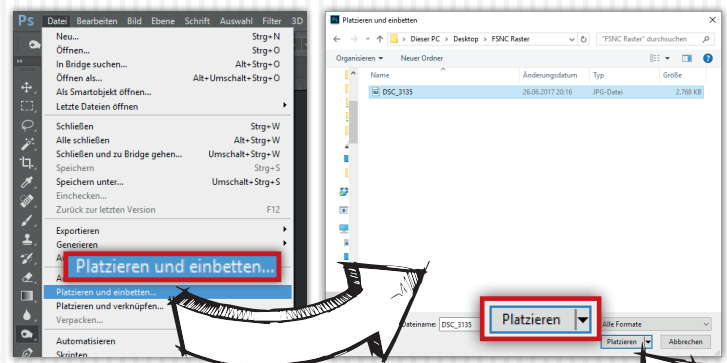 Ps Datei Bearbeiten Bild Ebene Schrift Auswahl Filter 3D
Neu... Strg+N
Öffnen... Strg+O
In Bridge suchen... Alt+Strg+O
Öffnen als... Alt+Umschalt+Strg+O
Als Smartobjekt öffnen...
Letzte Dateien öffnen
Schließen Strg+W
Alle schließen Alt+Strg+W
Schließen und zu Bridge gehen... Umschalt+Strg+W
Speichern Strg+S
Speichern unter... Umschalt+Strg+S
Einchecken...
Zurück zur letzten Version F12
Exportieren
Generieren
Platzieren und einbetten...
Platzieren und einbetten...
Platzieren und verknüpfen...
Verpacken...
Automatisieren
Skripten
Ps Platzieren und einbetten
Dieser PC > Desktop > FSNC Raster
"FSNC Raster" durchsuchen
Organisieren Neuer Ordner
Name Änderungsdatum Typ Größe
DSC_3135 26.06.2017 20:16 JPG-Datei 2.768 KB
Dateiname: DSC_3135
Platzieren
Alle Formate
Platzieren Abbrechen